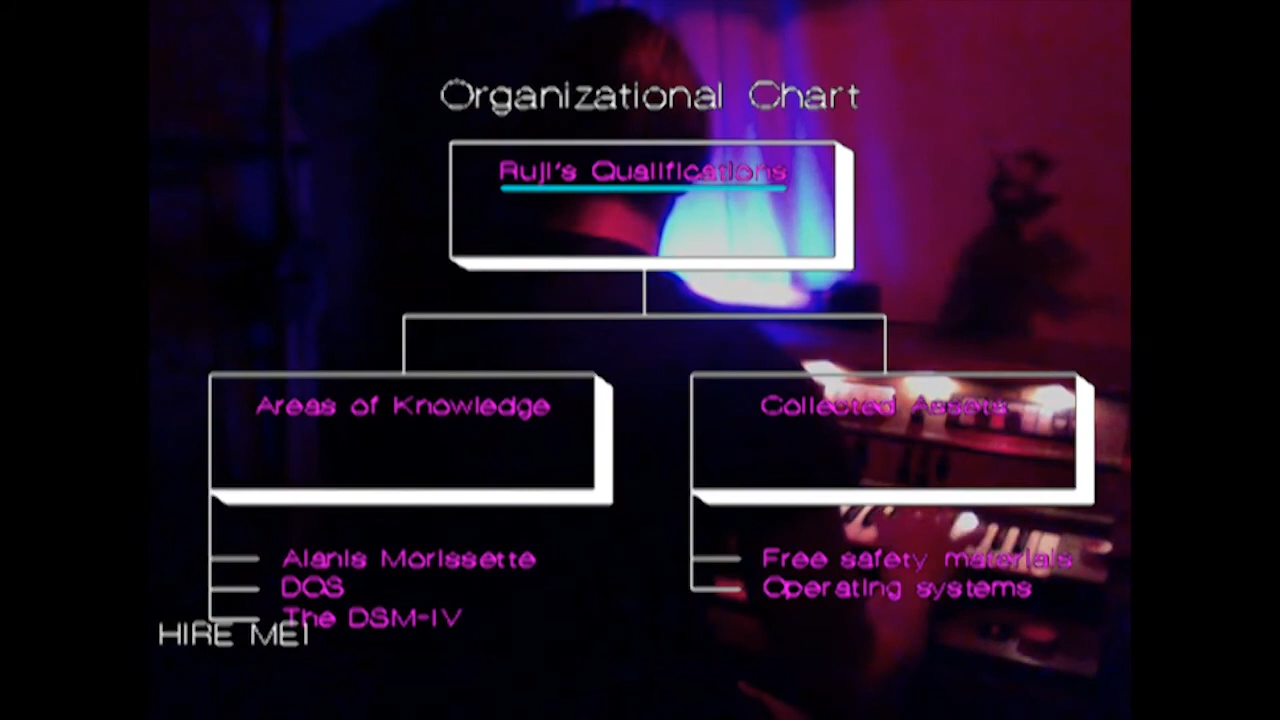 Organizational Chart
Ruji's Qualifications
Areas of Knowledge
Collected Assets
Alanis Morissette
DOS
The DSM-IV
Free safety materials
Operating systems
HIRE ME!